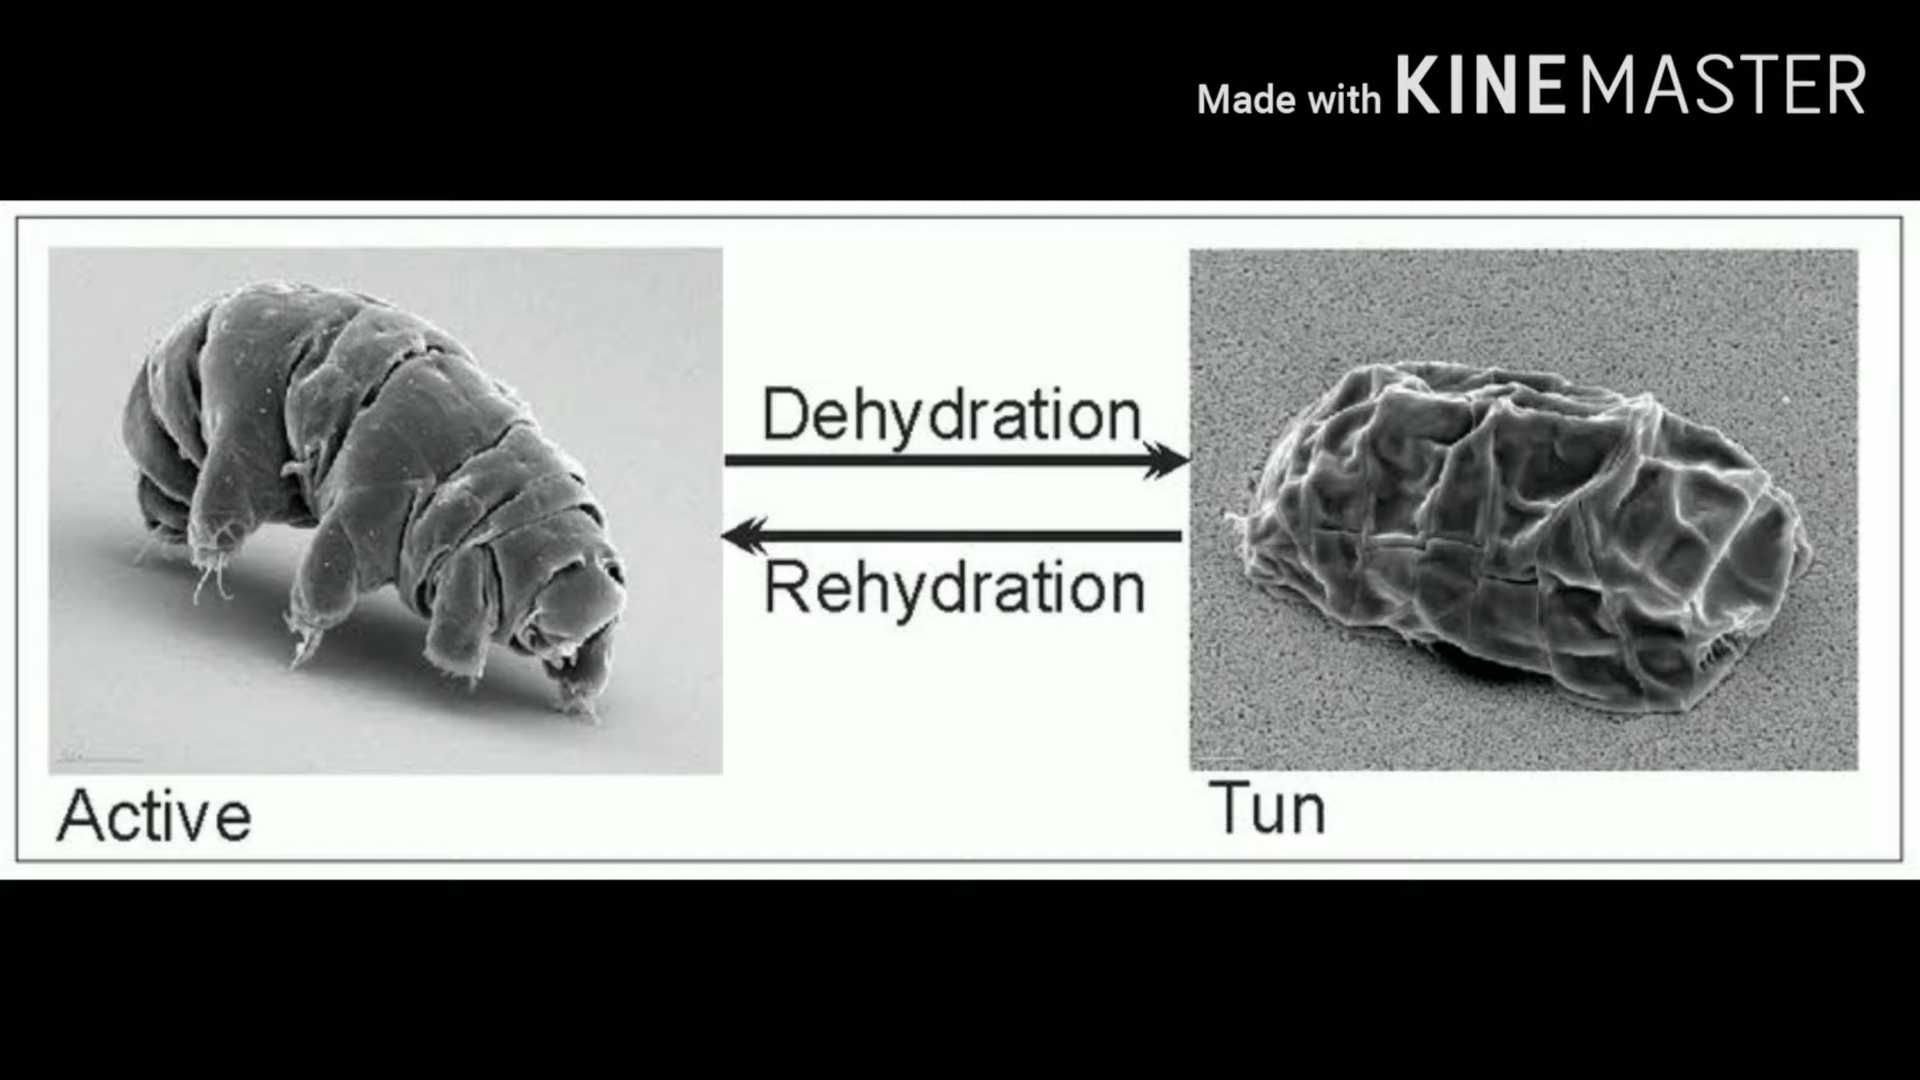 Made with KINEMASTER
Dehydration
Rehydration
Active
Tun